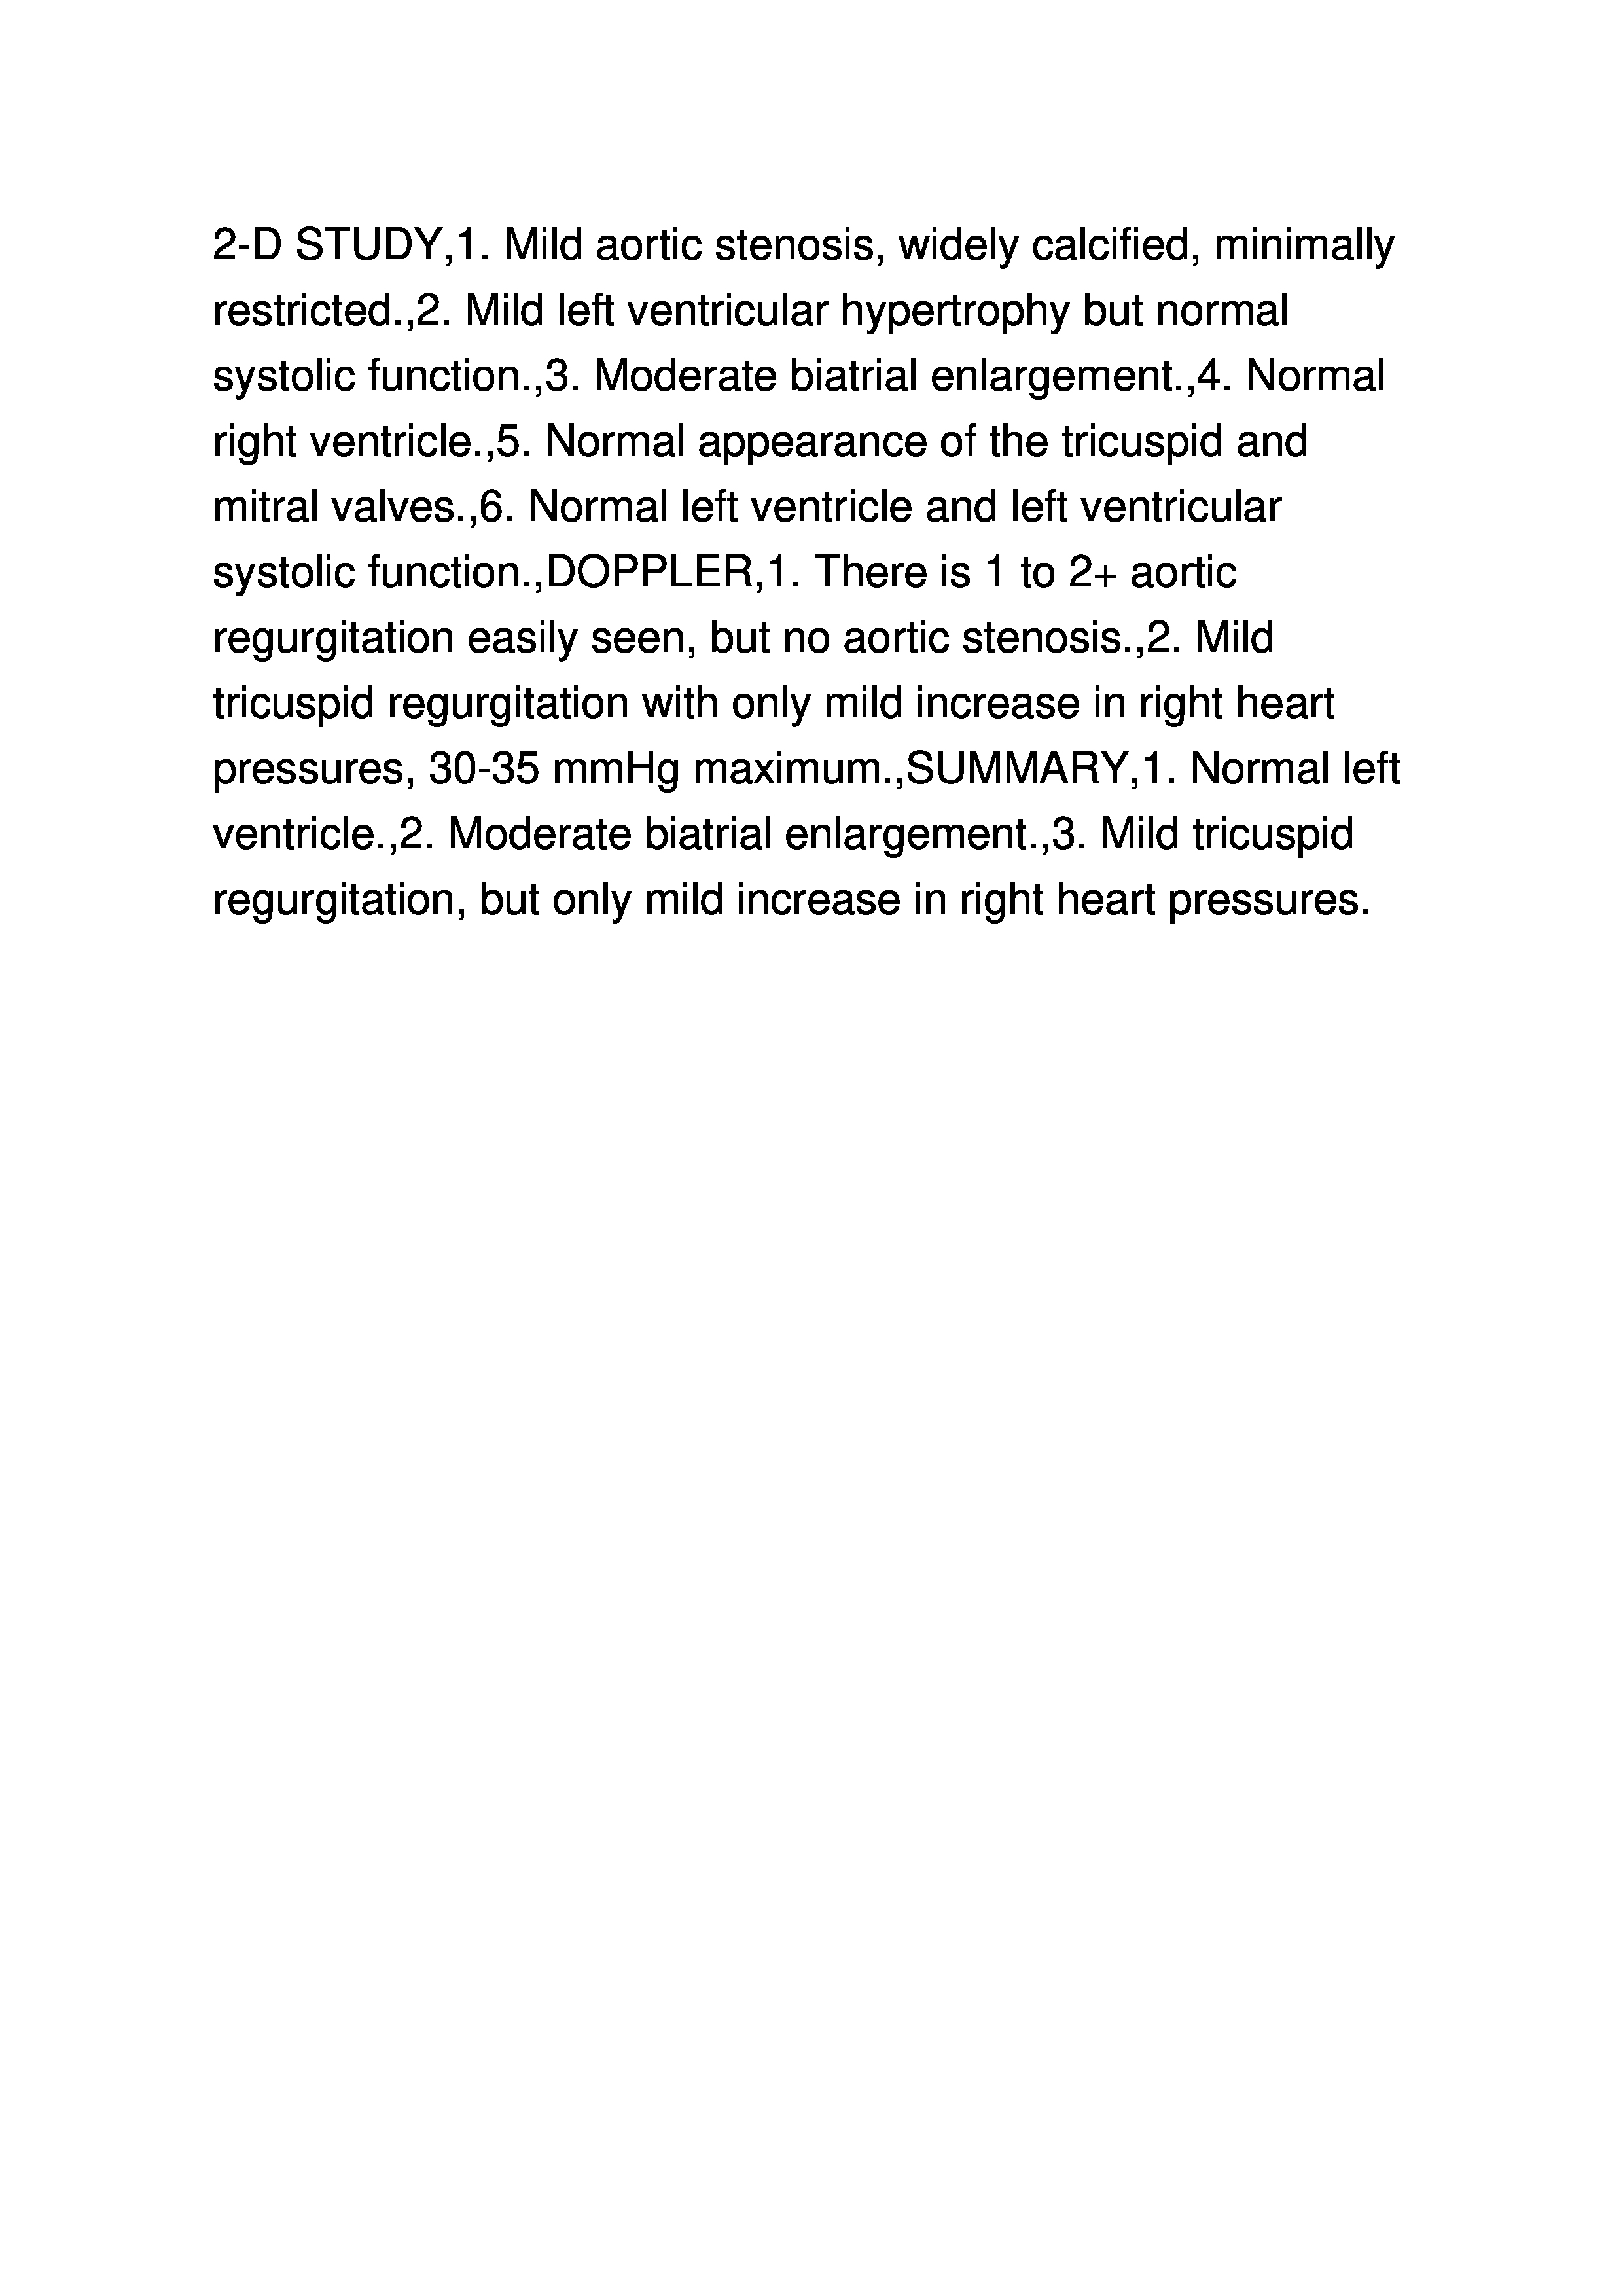 2-D STUDY,1. Mild aortic stenosis, widely calcified, minimally
restricted.,2. Mild left ventricular hypertrophy but normal
systolic function.,3. Moderate biatrial enlargement.,4. Normal
right ventricle.,5. Normal appearance of the tricuspid and
mitral valves.,6. Normal left ventricle and left ventricular
systolic function.,DOPPLER,1. There is 1 to 2+ aortic
regurgitation easily seen, but no aortic stenosis.,2. Mild
tricuspid regurgitation with only mild increase in right heart
pressures, 30-35 mmHg maximum.,SUMMARY,1. Normal left
ventricle.,2. Moderate biatrial enlargement.,3. Mild tricuspid
regurgitation, but only mild increase in right heart pressures.